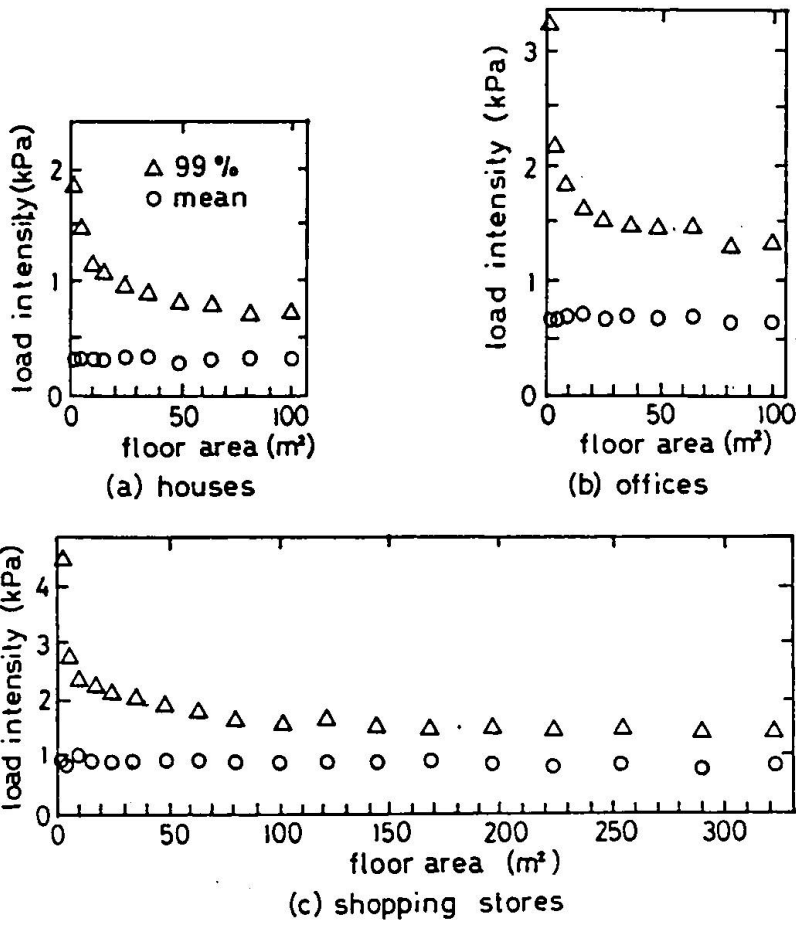 load intensity(kPa)
2
1
0
△ 99%
○ mean
0 50 100
floor area (m²)
(a) houses
load intensity (kPa)
3
2
1
0
0 50 100
floor area (m²)
(b) offices
load intensity (kPa)
4
3
2
1
0
0 50 100 150 200 250 300
floor area (m²)
(c) shopping stores